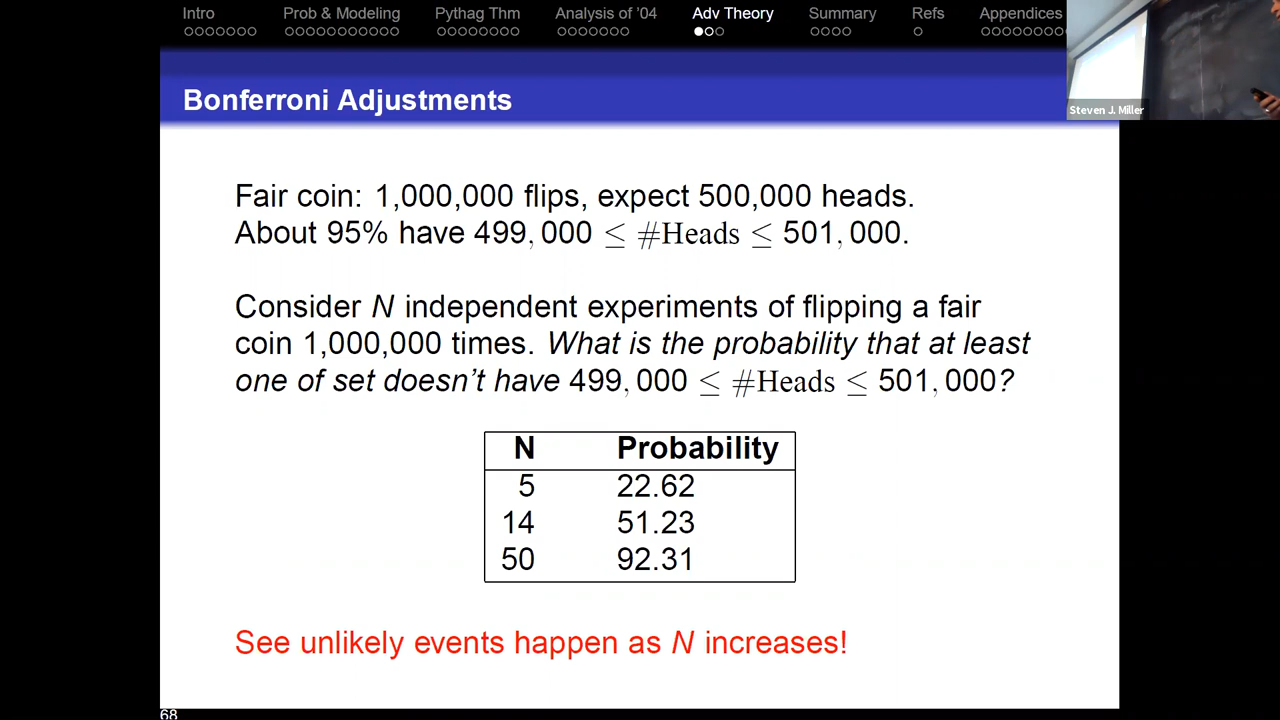 Intro Prob & Modeling Pythag Thm Analysis of '04 Adv Theory Summary Refs Appendices
Steven J. Miller
Bonferroni Adjustments
Fair coin: 1,000,000 flips, expect 500,000 heads.
About 95% have 499, 000 ≤ #Heads ≤ 501, 000.
Consider N independent experiments of flipping a fair
coin 1,000,000 times. What is the probability that at least
one of set doesn't have 499, 000 ≤ #Heads ≤ 501, 000?
N Probability
5 22.62
14 51.23
50 92.31
See unlikely events happen as N increases!
68